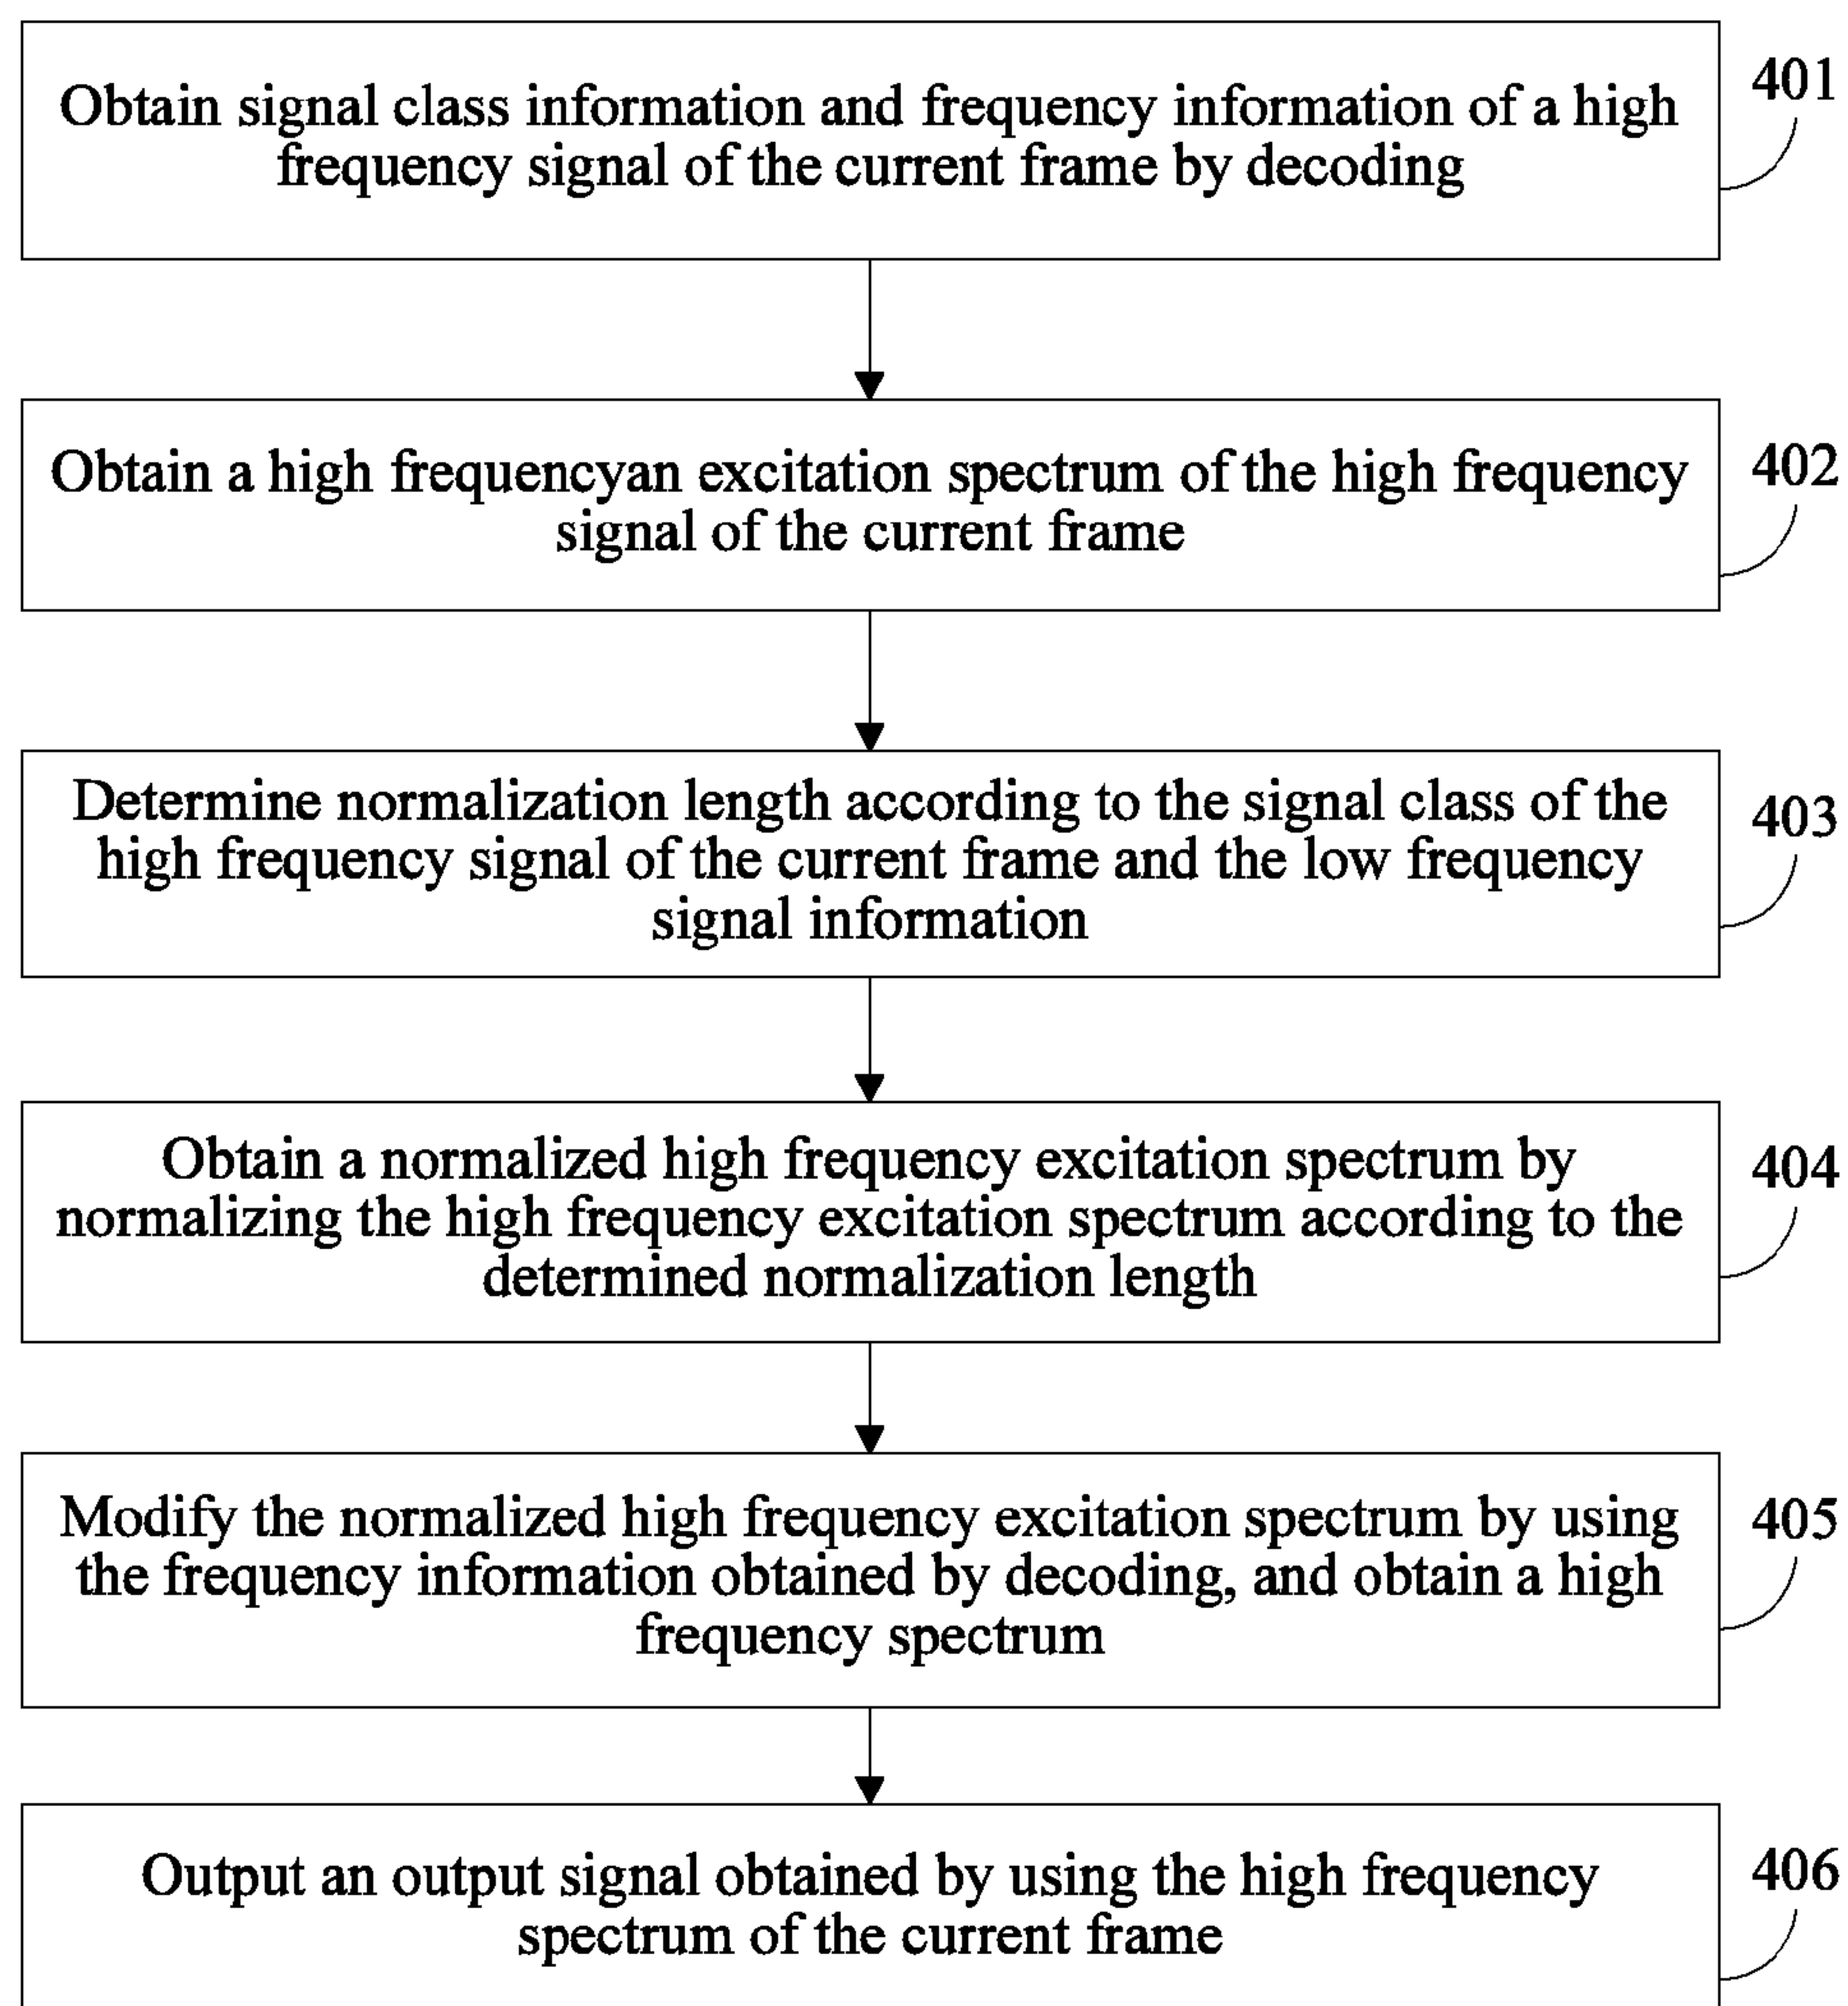 Obtain signal class information and frequency information of a high
frequency signal of the current frame by decoding
401
Obtain a high frequencyan excitation spectrum of the high frequency
signal of the current frame
402
Determine normalization length according to the signal class of the
high frequency signal of the current frame and the low frequency
signal information
403
Obtain a normalized high frequency excitation spectrum by
normalizing the high frequency excitation spectrum according to the
determined normalization length
404
Modify the normalized high frequency excitation spectrum by using
the frequency information obtained by decoding, and obtain a high
frequency spectrum
405
Output an output signal obtained by using the high frequency
spectrum of the current frame
406